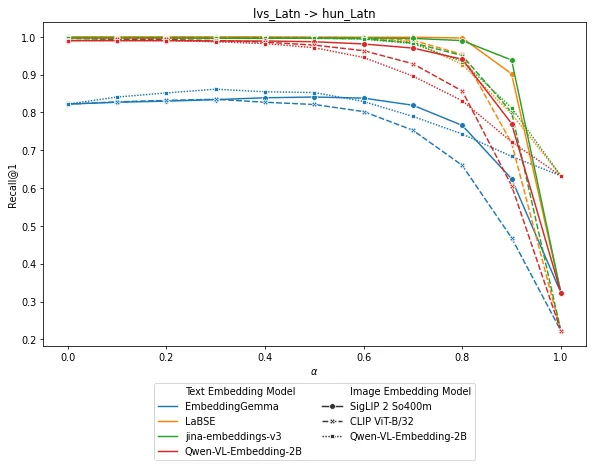 lvs_Latn -> hun_Latn
Recall@1
1.0
0.9
0.8
0.7
0.6
0.5
0.4
0.3
0.2
0.0 0.2 0.4 0.6 0.8 1.0
α
Text Embedding Model
EmbeddingGemma
LaBSE
jina-embeddings-v3
Qwen-VL-Embedding-2B
Image Embedding Model
SigLIP 2 So400m
CLIP ViT-B/32
Qwen-VL-Embedding-2B